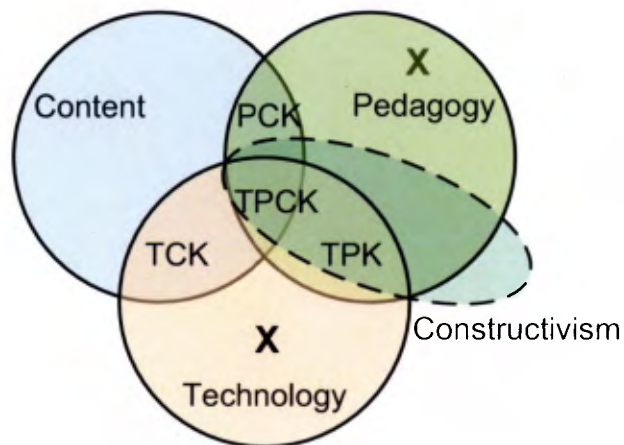 X
Content
PCK
Pedagogy
TPCK
TCK
TPK
X
Constructivism
Technology